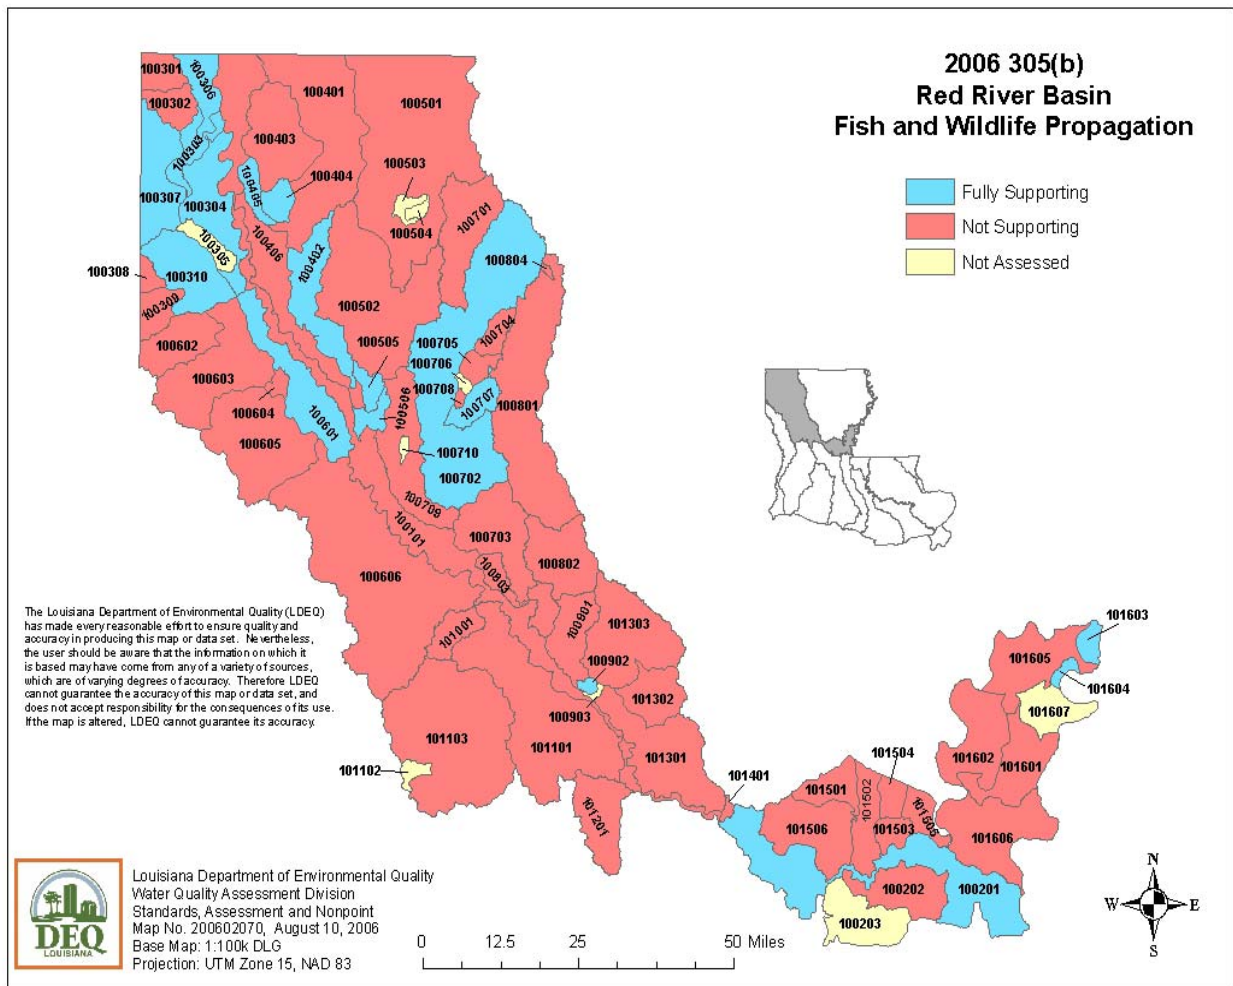 2006 305(b)
Red River Basin
Fish and Wildlife Propagation
Fully Supporting
Not Supporting
Not Assessed
100301
100306
100302
100401
100501
100403
100303
100503
100404
100405
100307
100304
100701
100504
100305
100406
100402
100804
100308
100310
100309
100502
100704
100602
100505
100705
100706
100603
100708
100707
100506
100801
100604
100601
100605
100710
100702
100709
100101
100703
100802
100606
100803
100901
101303
101001
100902
101302
100903
101103
101101
101301
101102
101201
101401
101603
101605
101604
101607
101504
101602
101601
101501
101502
101506
101503
101505
101606
100202
100201
100203
The Louisiana Department of Environmental Quality (LDEQ)
has made every reasonable effort to ensure quality and
accuracy in producing this map or data set. Nevertheless,
the user should be aware that the information on which it
is based may have come from any of a variety of sources,
which are of varying degrees of accuracy. Therefore LDEQ
cannot guarantee the accuracy of this map or data set, and
does not accept responsibility for the consequences of its use.
If the map is altered, LDEQ cannot guarantee its accuracy.
DEQ
LOUISIANA
Louisiana Department of Environmental Quality
Water Quality Assessment Division
Standards, Assessment and Nonpoint
Map No. 200602070, August 10, 2006
Base Map: 1:100k DLG
Projection: UTM Zone 15, NAD 83
0 12.5 25 50 Miles
N
W E
S